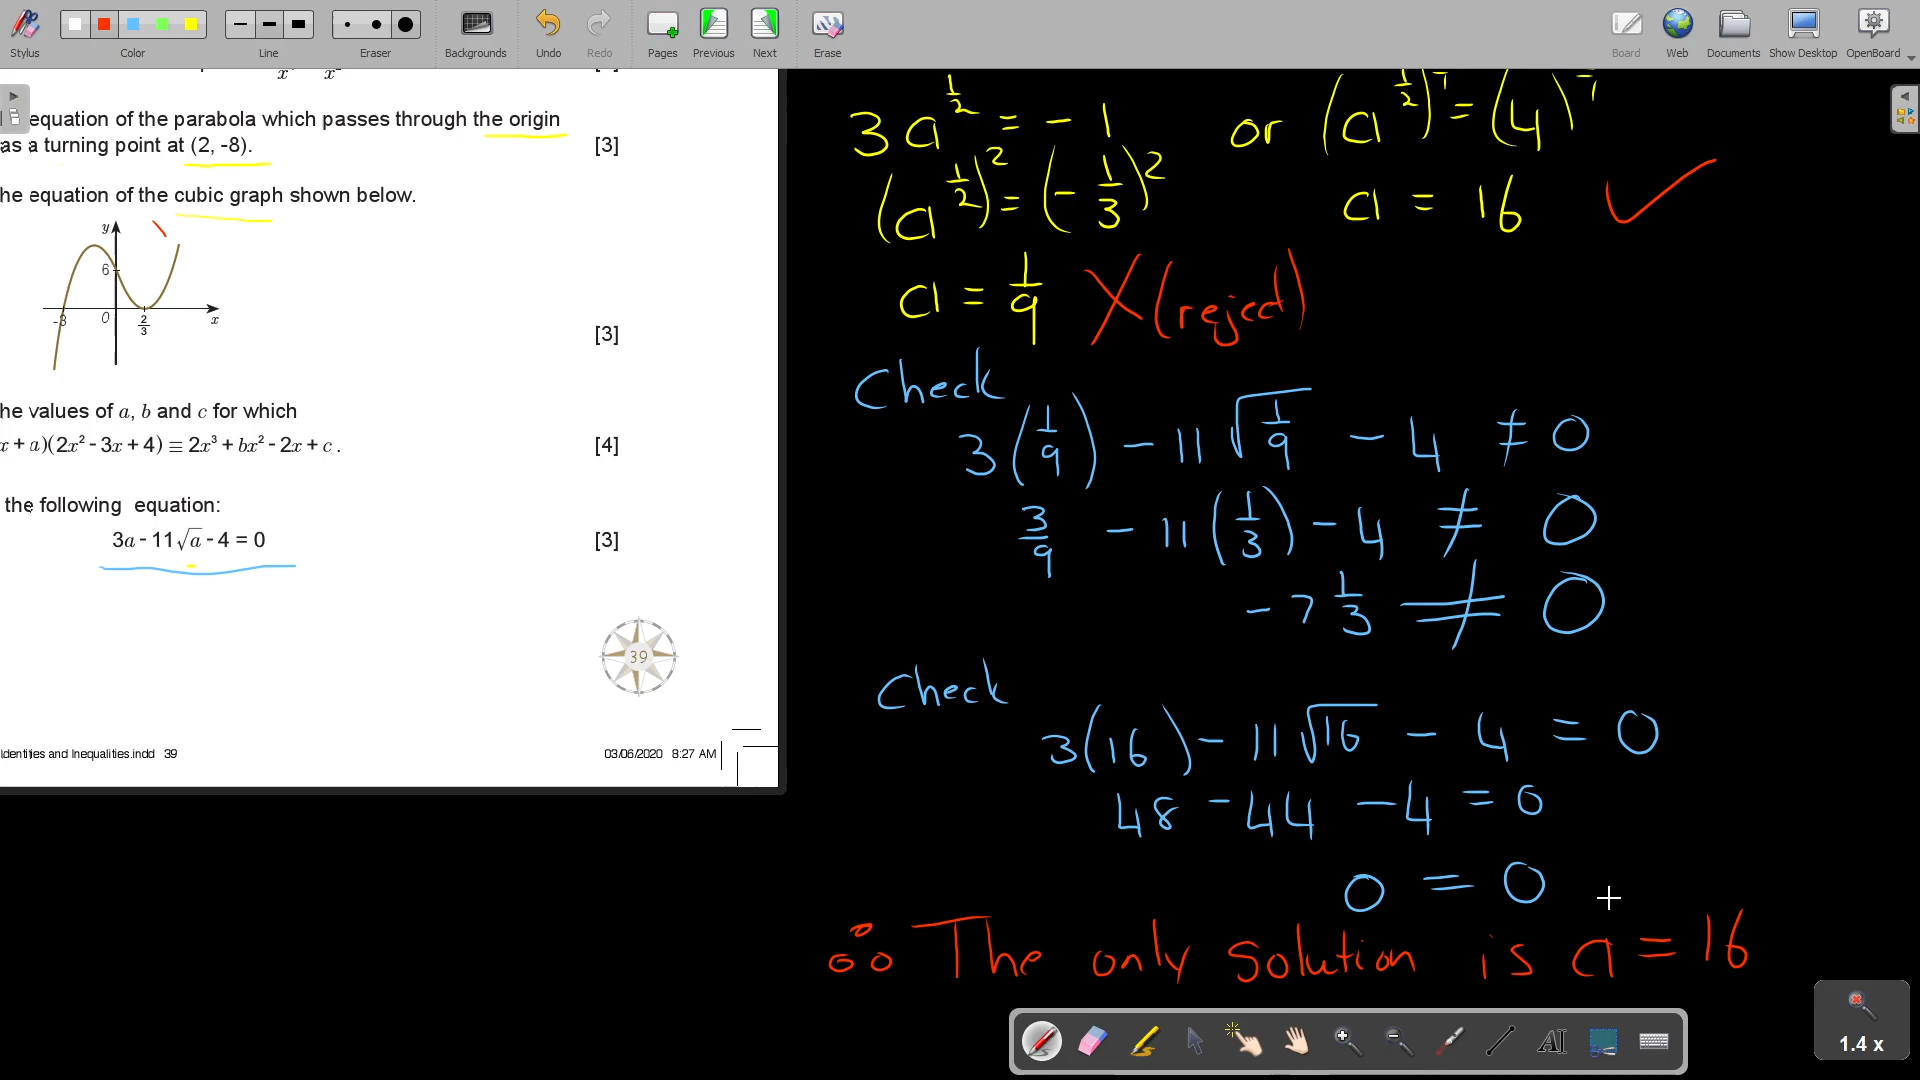 Stylus
Color
Line
Eraser
Backgrounds
Undo
Redo
Pages
Previous
Next
Erase
Board
Web
Documents
Show Desktop
OpenBoard
equation of the parabola which passes through the origin
as a turning point at (2, -8). [3]
he equation of the cubic graph shown below.
y
6
-3 0 2/3 x
[3]
he values of a, b and c for which
x + a)(2x² - 3x + 4) ≡ 2x³ + bx² - 2x + c . [4]
the following equation:
3a - 11√a - 4 = 0 [3]
39
Identities and Inequalities.indd 39 03/06/2020 8:27 AM
3a^(1/2) = - 1 or (a^(1/2)) = (4)
(a^(1/2))² = (- 1/3)² a = 16
a = 1/9 X (reject)
Check
3(1/9) - 11√(1/9) - 4 ≠ 0
3/9 - 11(1/3) - 4 ≠ 0
- 7 1/3 ≠ 0
Check
3(16) - 11√16 - 4 = 0
48 - 44 - 4 = 0
0 = 0
∴ The only solution is a = 16
1.4 x